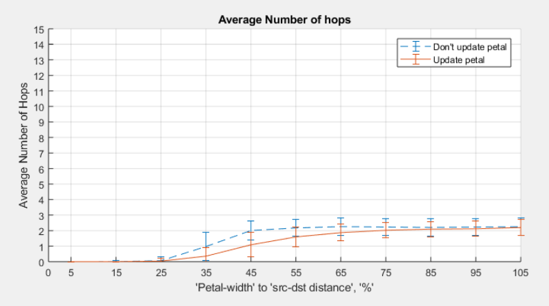 Average Number of hops
Don't update petal
Update petal
Average Number of Hops
15
14
13
12
11
10
9
8
7
6
5
4
3
2
1
0
0 5 15 25 35 45 55 65 75 85 95 105
'Petal-width' to 'src-dst distance', '%'